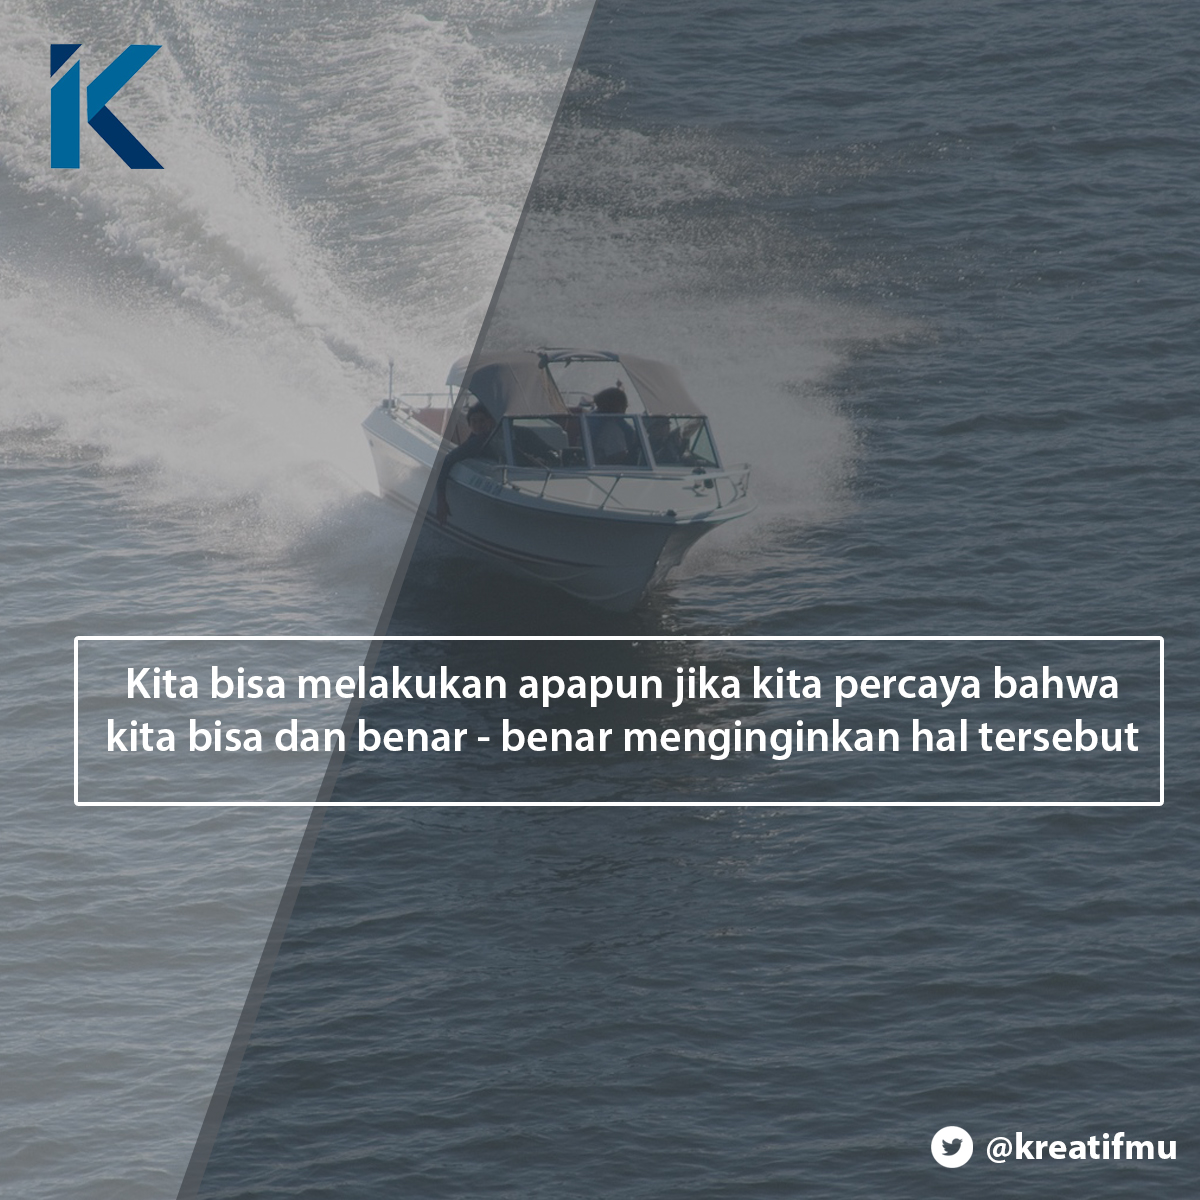 K
Kita bisa melakukan apapun jika kita percaya bahwa
kita bisa dan benar - benar menginginkan hal tersebut
@kreatifmu